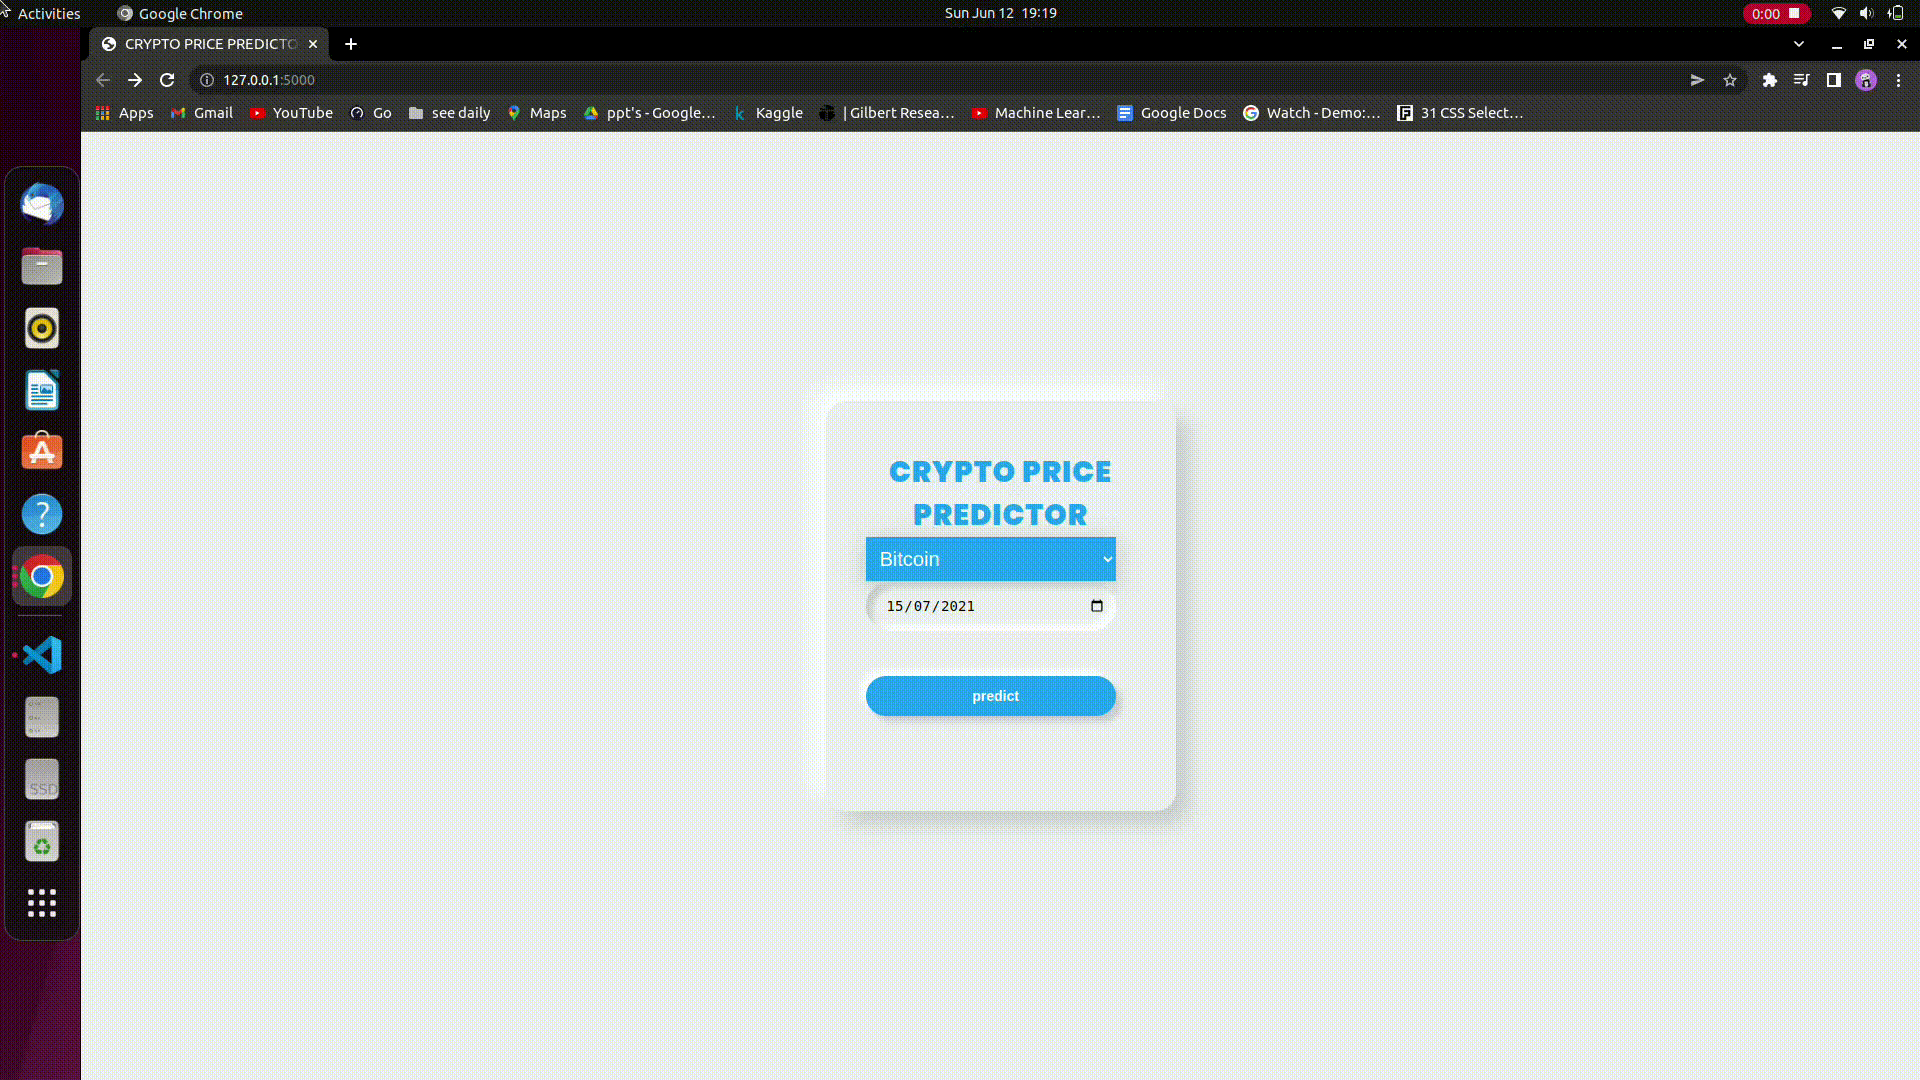 Activities
Google Chrome
Sun Jun 12 19:19
0:00
CRYPTO PRICE PREDICTO
127.0.0.1:5000
Apps
Gmail
YouTube
Go
see daily
Maps
ppt's - Google…
Kaggle
| Gilbert Resea…
Machine Lear…
Google Docs
Watch - Demo:…
31 CSS Select…
CRYPTO PRICE
PREDICTOR
Bitcoin
15/07/2021
predict
SSD